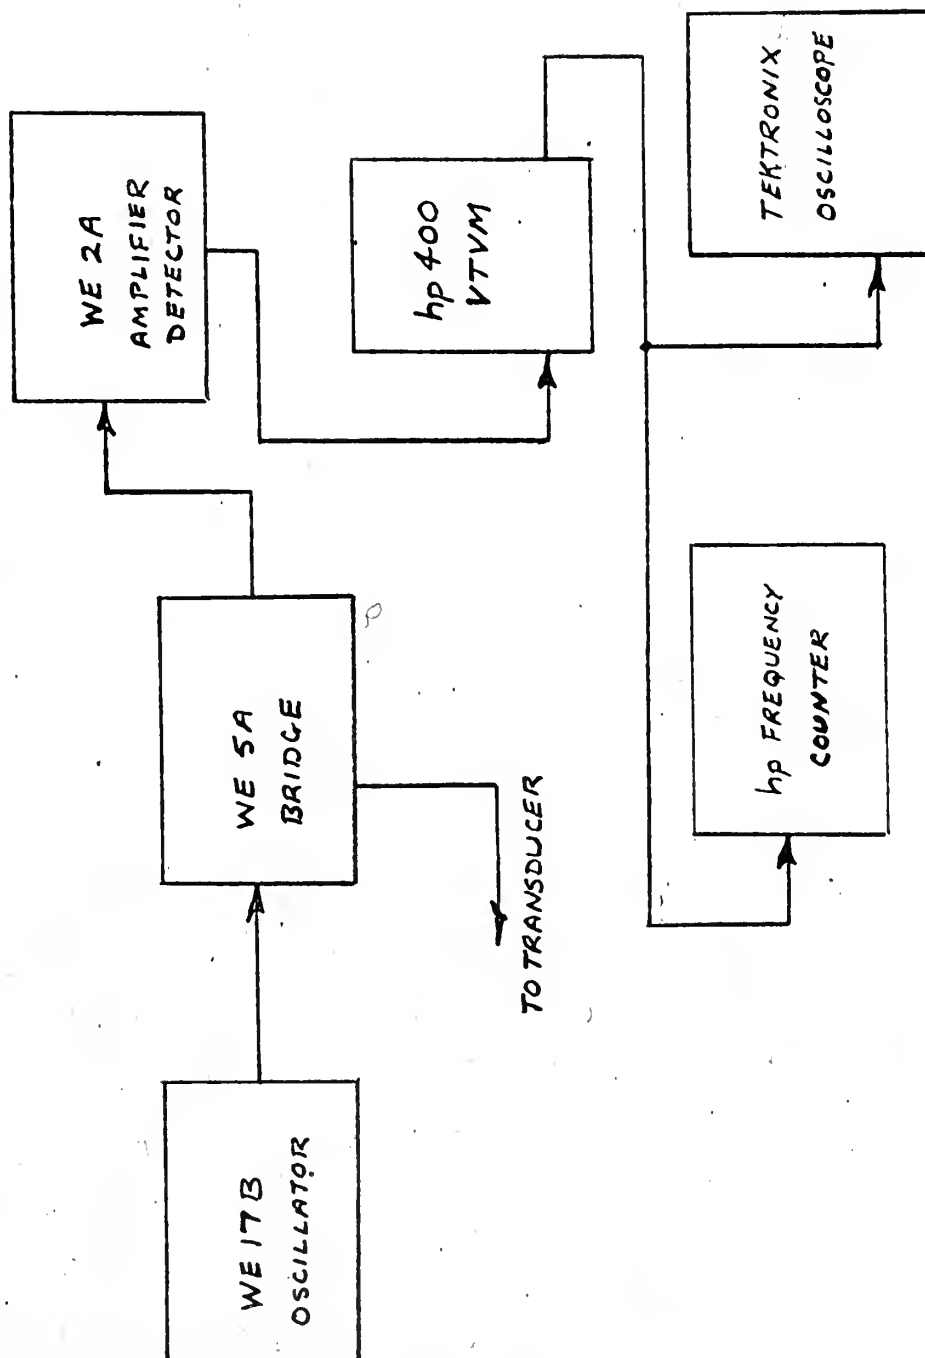 WE 17B
OSCILLATOR
WE 5A
BRIDGE
TO TRANSDUCER
WE 2A
AMPLIFIER
DETECTOR
hp 400
VTVM
hp FREQUENCY
COUNTER
TEKTRONIX
OSCILLOSCOPE